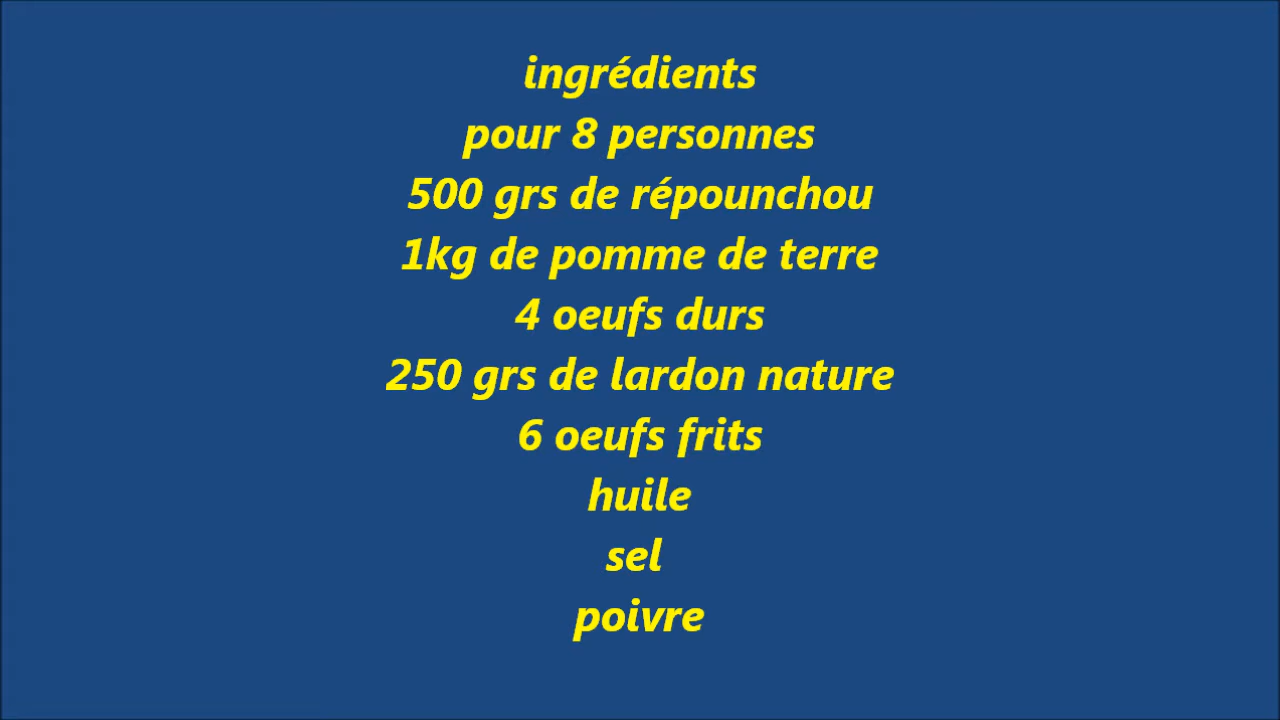 ingrédients
pour 8 personnes
500 grs de répounchou
1kg de pomme de terre
4 oeufs durs
250 grs de lardon nature
6 oeufs frits
huile
sel
poivre